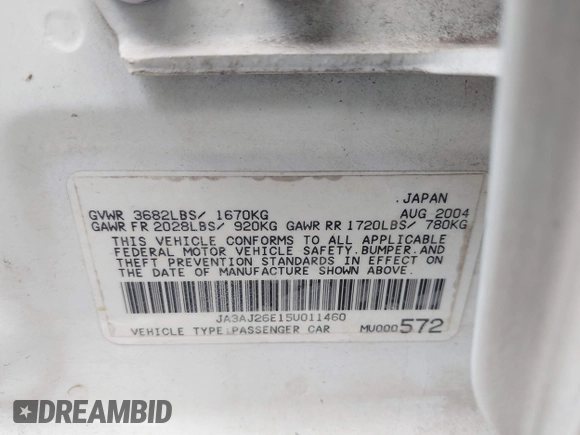 JAPAN
GVWR 3682LBS/ 1670KG AUG 2004
GAWR FR 2028LBS/ 920KG GAWR RR 1720LBS/ 780KG
THIS VEHICLE CONFORMS TO ALL APPLICABLE
FEDERAL MOTOR VEHICLE SAFETY, BUMPER, AND
THEFT PREVENTION STANDARDS IN EFFECT ON
THE DATE OF MANUFACTURE SHOWN ABOVE.
JA3AJ26E15U011460
VEHICLE TYPE:PASSENGER CAR MU000572
DREAMBID